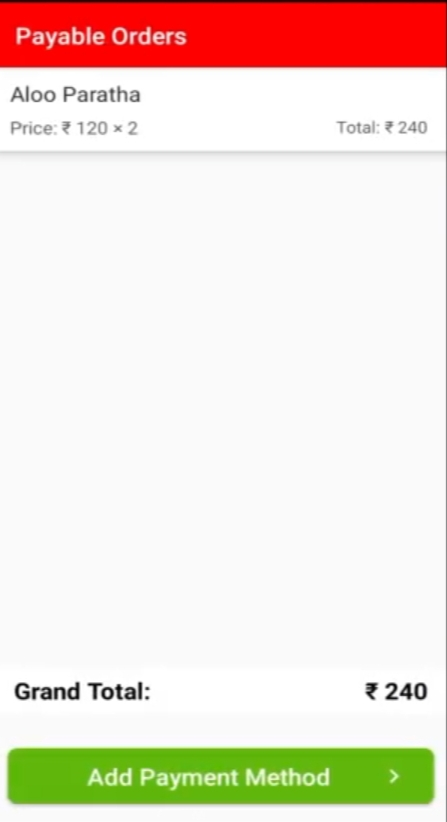 Payable Orders
Aloo Paratha
Price: ₹ 120 × 2 Total: ₹ 240
Grand Total: ₹ 240
Add Payment Method >